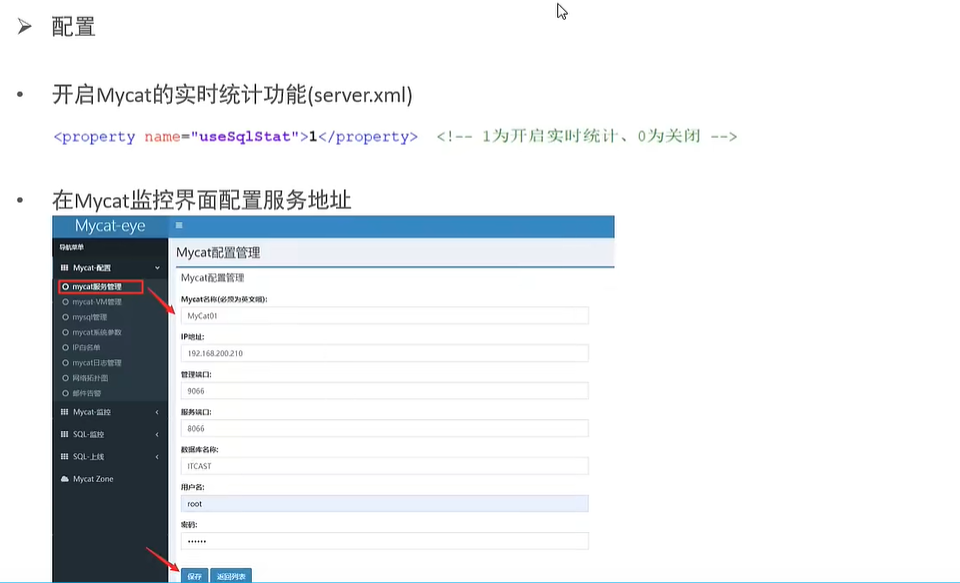 ➢ 配置
• 开启Mycat的实时统计功能(server.xml)
<property name="useSqlStat">1</property> <!-- 1为开启实时统计、0为关闭 -->
• 在Mycat监控界面配置服务地址
Mycat-eye
导航菜单
Mycat-配置
mycat服务管理
mycat-VM管理
mysql管理
mycat系统参数
IP白名单
mycat日志管理
网络拓扑图
邮件告警
Mycat-监控
SQL-监控
SQL-上线
Mycat Zone
Mycat配置管理
Mycat配置管理
Mycat名称(必须为英文哦):
MyCat01
IP地址:
192.168.200.210
管理端口:
9066
服务端口:
8066
数据库名称:
ITCAST
用户名:
root
密码:
••••••
保存 返回列表